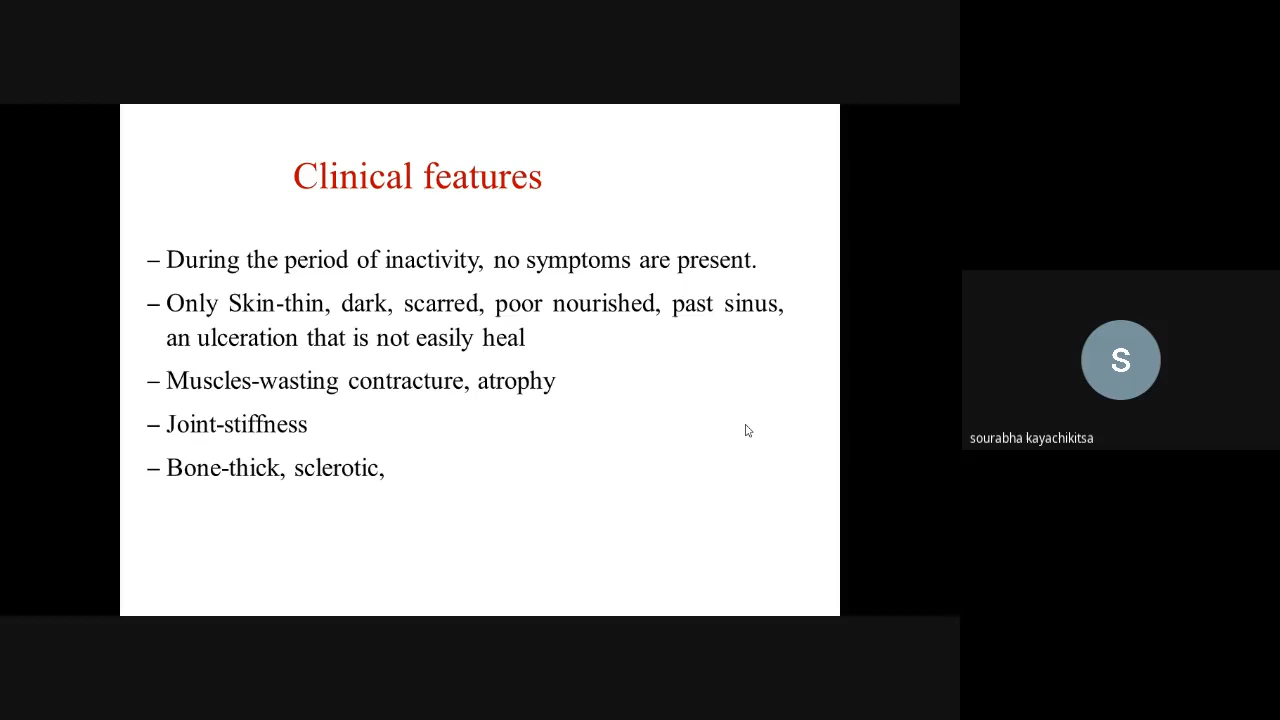 Clinical features
– During the period of inactivity, no symptoms are present.
– Only Skin-thin, dark, scarred, poor nourished, past sinus,
an ulceration that is not easily heal
– Muscles-wasting contracture, atrophy
– Joint-stiffness
– Bone-thick, sclerotic,
S
sourabha kayachikitsa